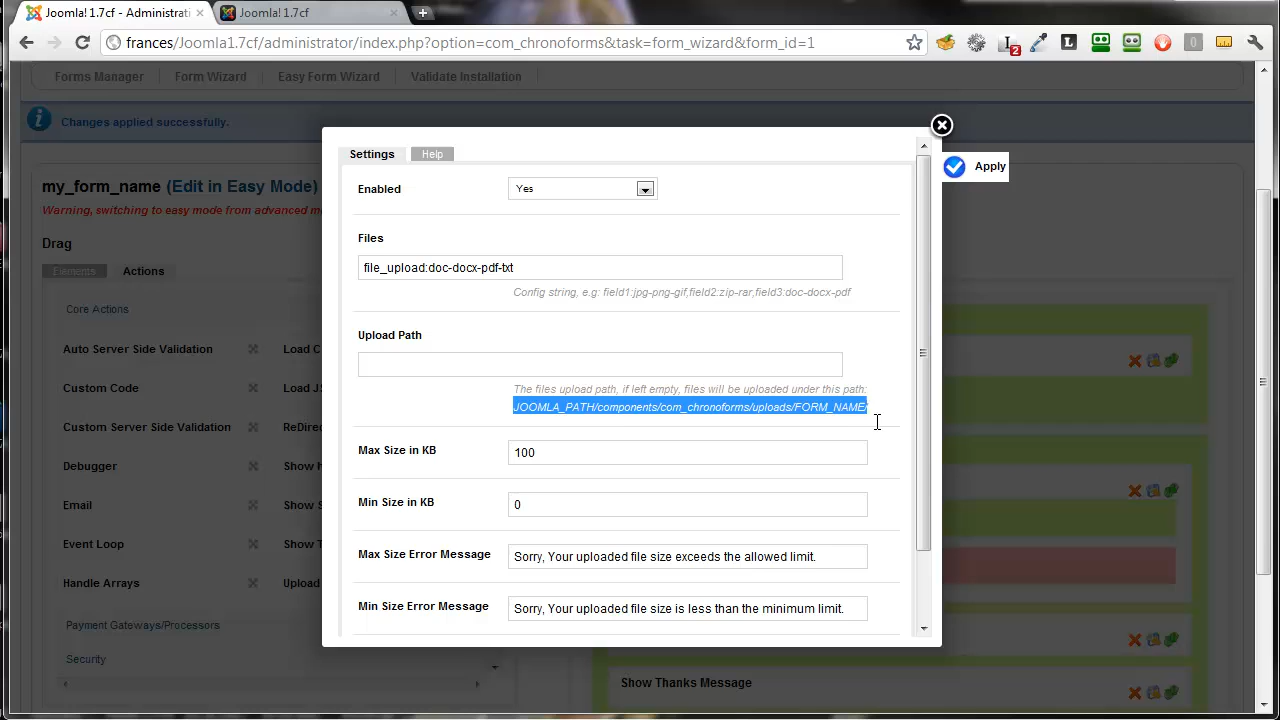 Joomla! 1.7cf - Administrati
Joomla! 1.7cf
frances/Joomla1.7cf/administrator/index.php?option=com_chronoforms&task=form_wizard&form_id=1
L
2
0
Forms Manager
Form Wizard
Easy Form Wizard
Validate Installation
Changes applied successfully.
Settings
Help
Apply
my_form_name (Edit in Easy Mode)
Warning, switching to easy mode from advanced m
Enabled
Yes
Drag
Files
file_upload:doc-docx-pdf-txt
Config string, e.g: field1:jpg-png-gif,field2:zip-rar,field3:doc-docx-pdf
Elements
Actions
Core Actions
Upload Path
Auto Server Side Validation
Load C
The files upload path, if left empty, files will be uploaded under this path:
JOOMLA_PATH/components/com_chronoforms/uploads/FORM_NAME/
Custom Code
Load J
Custom Server Side Validation
ReDirec
Max Size in KB
100
Debugger
Show h
Min Size in KB
0
Email
Show S
Event Loop
Show T
Max Size Error Message
Sorry, Your uploaded file size exceeds the allowed limit.
Handle Arrays
Upload
Min Size Error Message
Sorry, Your uploaded file size is less than the minimum limit.
Payment Gateways/Processors
Security
Show Thanks Message